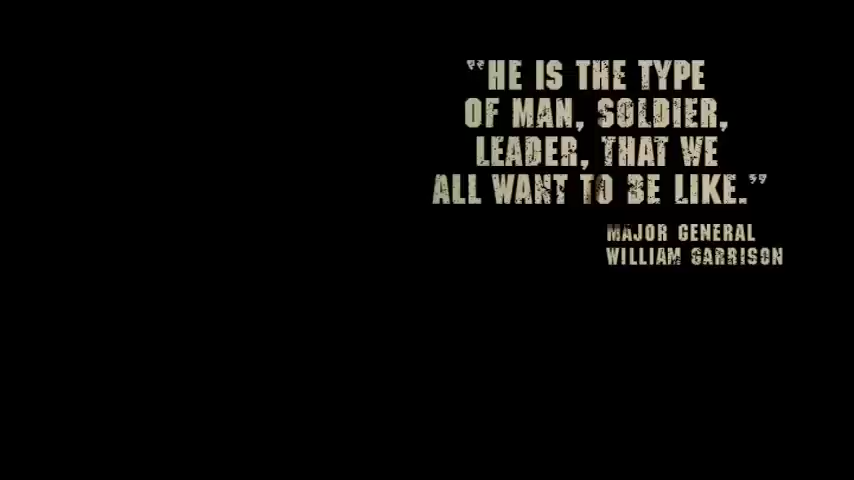 "HE IS THE TYPE
OF MAN, SOLDIER,
LEADER, THAT WE
ALL WANT TO BE LIKE."
MAJOR GENERAL
WILLIAM GARRISON